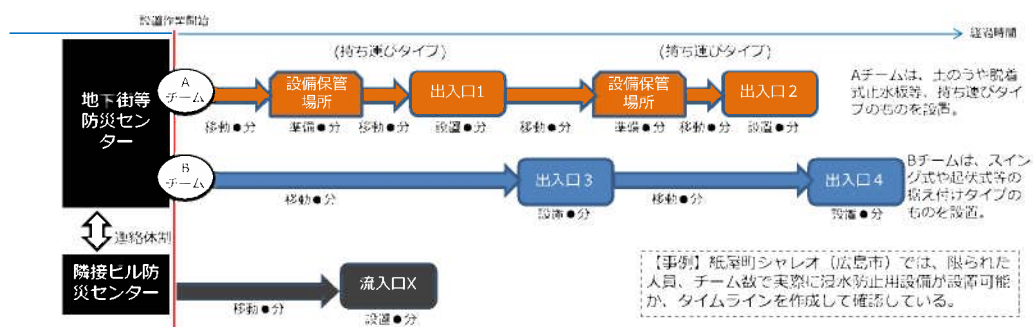 設置作業開始
経過時間
(持ち運びタイプ)
(持ち運びタイプ)
地下街等
防災セン
ター
A
チーム
設備保管
場所
出入口1
設備保管
場所
出入口2
移動●分
準備●分
移動●分
設置●分
移動●分
準備●分
移動●分
設置●分
Aチームは、土のうや脱着
式止水板等、持ち運びタイ
プのものを設置。
B
チーム
出入口3
出入口4
移動●分
設置●分
移動●分
設置●分
Bチームは、スイン
グ式や起伏式等の
据え付けタイプの
ものを設置。
連絡体制
隣接ビル防
災センター
流入口X
移動●分
設置●分
【事例】紙屋町シャレオ（広島市）では、限られた
人員、チーム数で実際に浸水防止用設備が設置可能
か、タイムラインを作成して確認している。